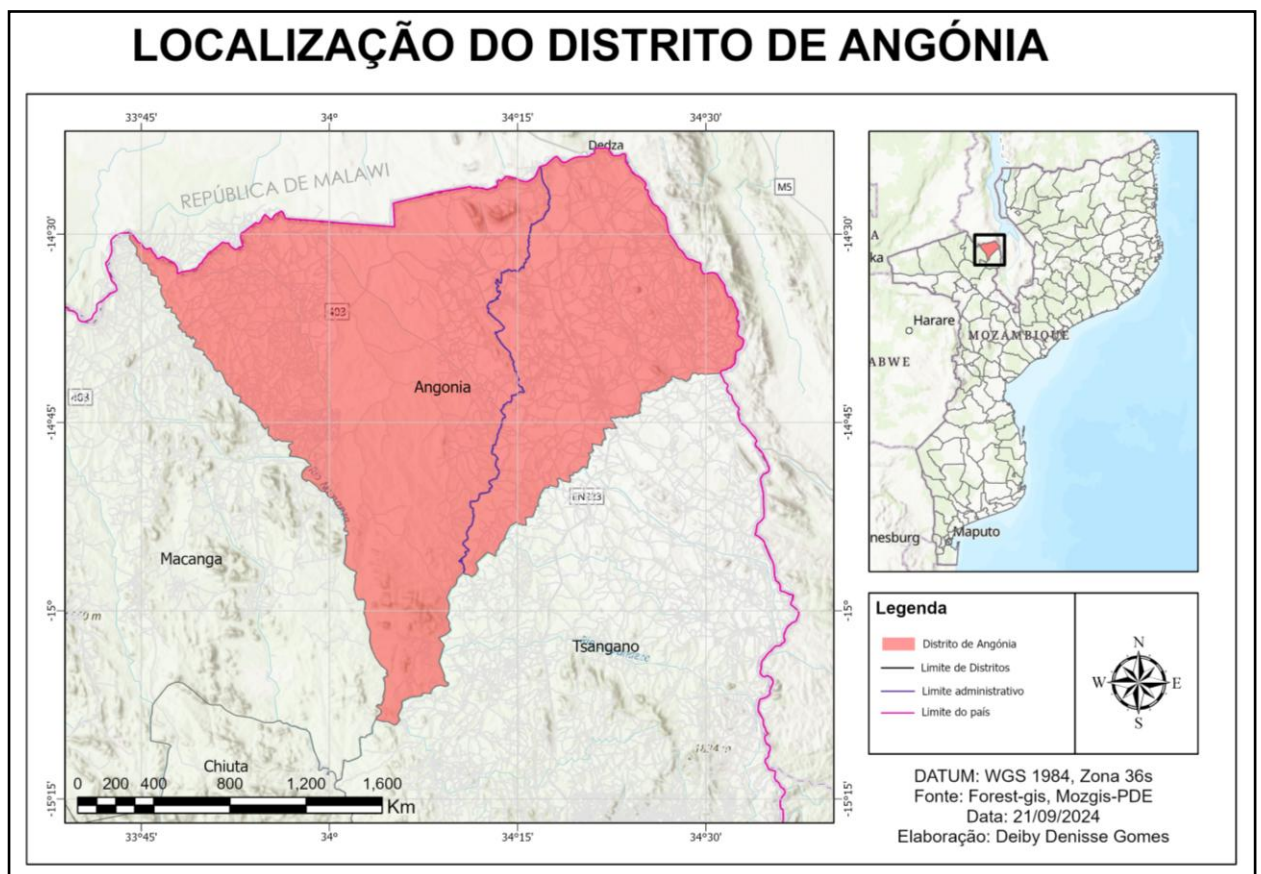 LOCALIZAÇÃO DO DISTRITO DE ANGÓNIA
33°45' 34° 34°15' 34°30'
Dedza
REPÚBLICA DE MALAWI
M5
-14°30' -14°30'
403
Angonia
403
-14°45' -14°45'
EN223
Macanga
-15° -15°
Tsangano
Chiuta
0 200 400 800 1,200 1,600
Km
-15°15' -15°15'
33°45' 34° 34°15' 34°30'
A
ka
Harare
MOZAMBIQUE
ABWE
nesburg
Maputo
Legenda
Distrito de Angónia
Limite de Distritos
Limite administrativo
Limite do país
N
W E
S
DATUM: WGS 1984, Zona 36s
Fonte: Forest-gis, Mozgis-PDE
Data: 21/09/2024
Elaboração: Deiby Denisse Gomes